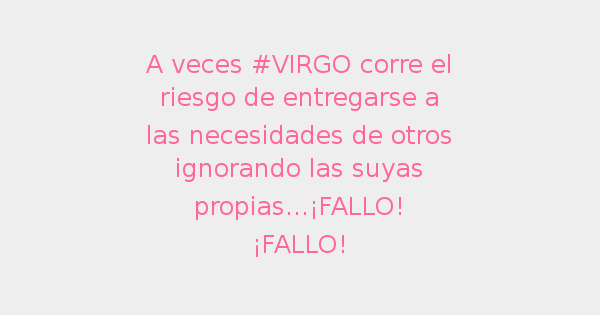 A veces #VIRGO corre el
riesgo de entregarse a
las necesidades de otros
ignorando las suyas
propias...¡FALLO!
¡FALLO!